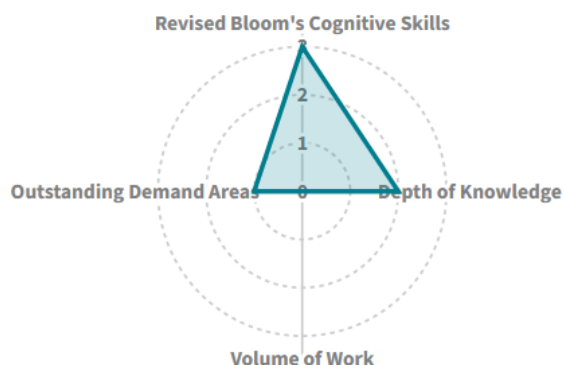 Revised Bloom's Cognitive Skills
3
2
1
Outstanding Demand Areas 0 Depth of Knowledge
Volume of Work